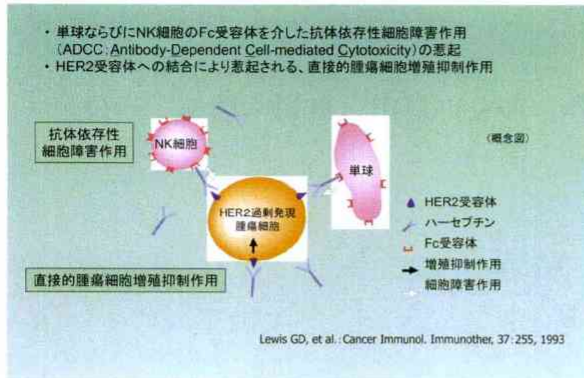 ・単球ならびにNK細胞のFc受容体を介した抗体依存性細胞障害作用
（ADCC：Antibody-Dependent Cell-mediated Cytotoxicity）の惹起
・HER2受容体への結合により惹起される、直接的腫瘍細胞増殖抑制作用
抗体依存性
細胞障害作用
NK細胞
単球
（概念図）
HER2過剰発現
腫瘍細胞
HER2受容体
ハーセプチン
Fc受容体
増殖抑制作用
細胞障害作用
直接的腫瘍細胞増殖抑制作用
Lewis GD, et al.：Cancer Immunol. Immunother, 37：255, 1993